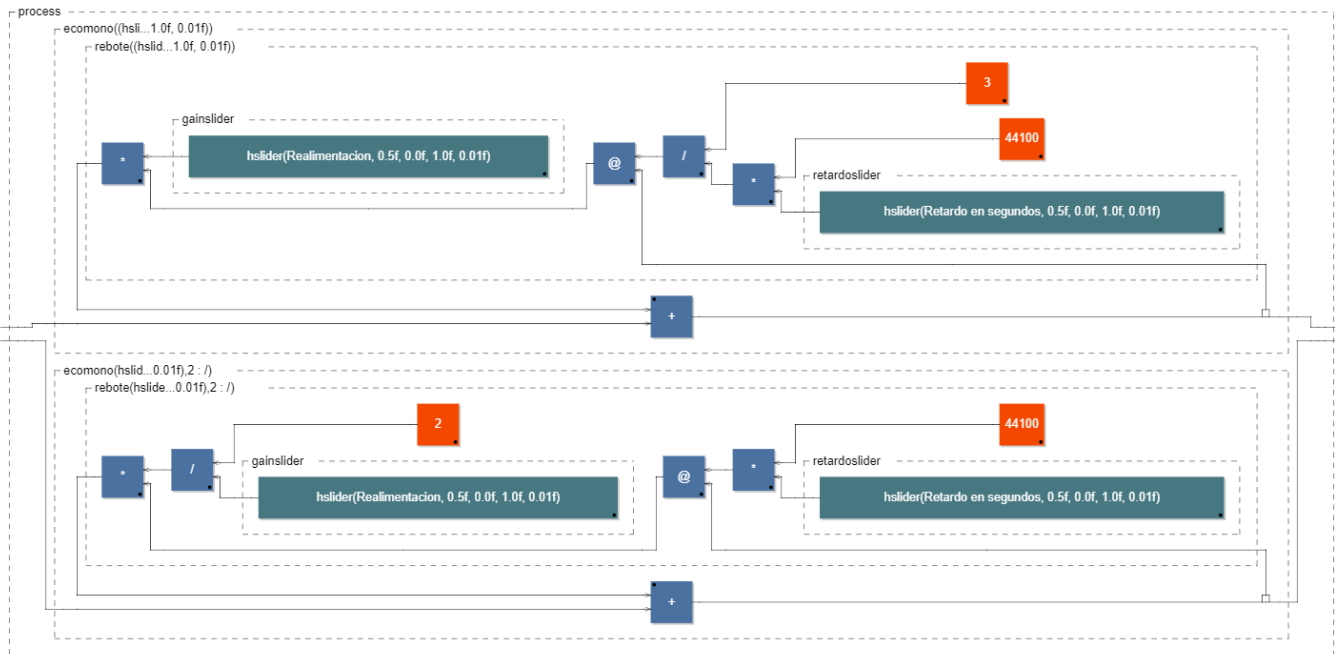 process
ecomono((hsli...1.0f, 0.01f))
rebote((hslid...1.0f, 0.01f))
3
gainslider
44100
* hslider(Realimentacion, 0.5f, 0.0f, 1.0f, 0.01f) @ / *
retardoslider
hslider(Retardo en segundos, 0.5f, 0.0f, 1.0f, 0.01f)
+
ecomono(hslid...0.01f),2 : /)
rebote(hslide...0.01f),2 : /)
2 44100
gainslider retardoslider
* / @ *
hslider(Realimentacion, 0.5f, 0.0f, 1.0f, 0.01f) hslider(Retardo en segundos, 0.5f, 0.0f, 1.0f, 0.01f)
+